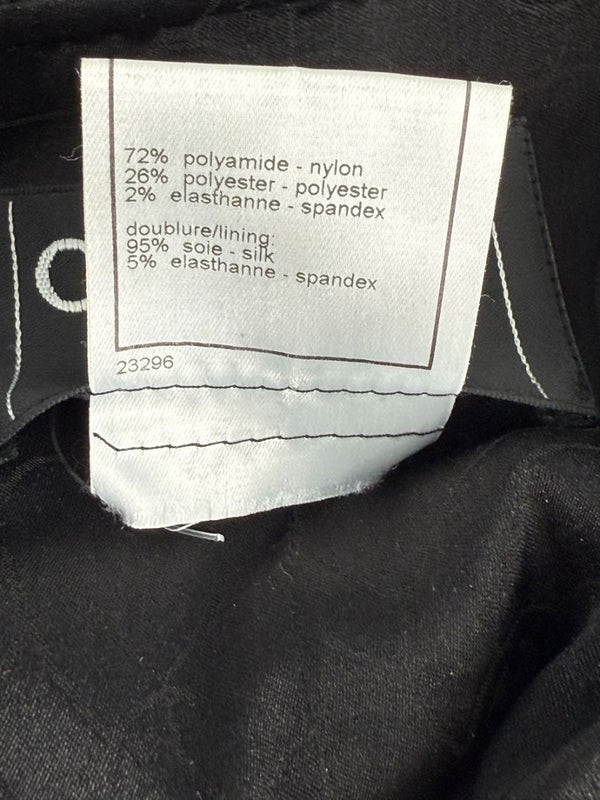 72% polyamide - nylon
26% polyester - polyester
2% elasthanne - spandex
doublure/lining:
95% soie - silk
5% elasthanne - spandex
23296